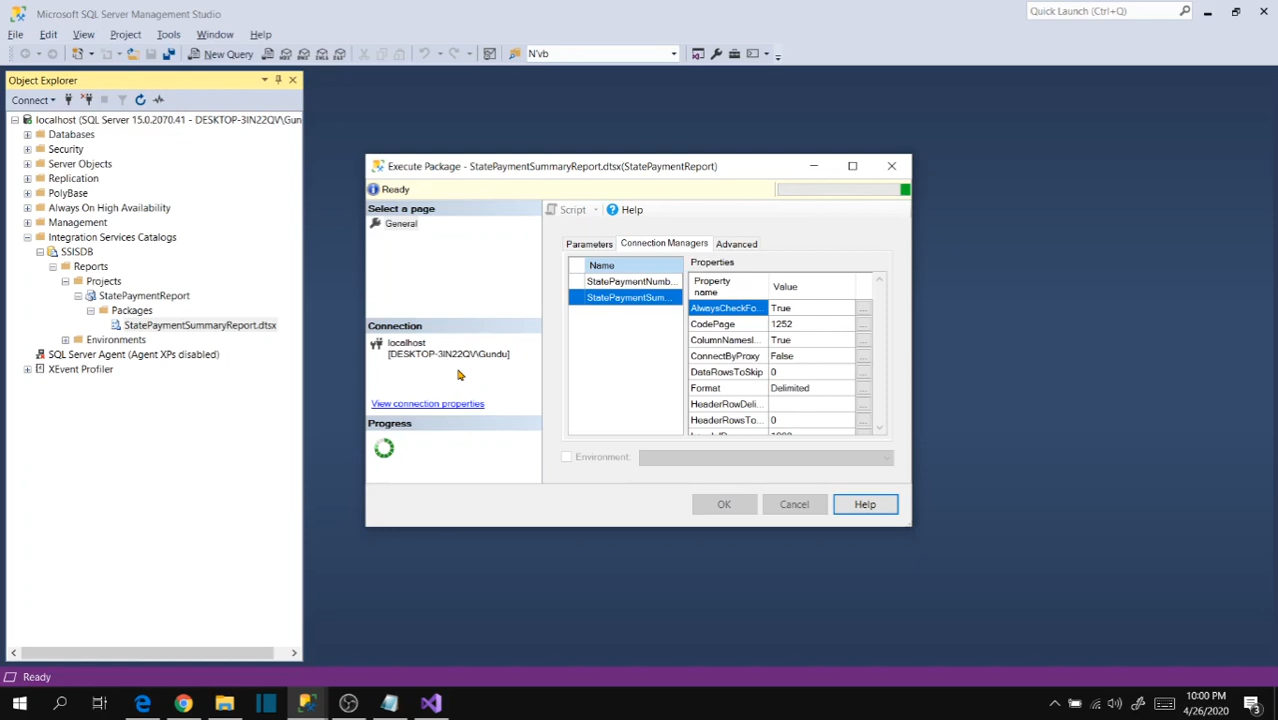 Microsoft SQL Server Management Studio
Quick Launch (Ctrl+Q)
File Edit View Project Tools Window Help
New Query
N'vb
Object Explorer
Connect
localhost (SQL Server 15.0.2070.41 - DESKTOP-3IN22QV\Gun
Databases
Security
Server Objects
Replication
PolyBase
Always On High Availability
Management
Integration Services Catalogs
SSISDB
Reports
Projects
StatePaymentReport
Packages
StatePaymentSummaryReport.dtsx
Environments
SQL Server Agent (Agent XPs disabled)
XEvent Profiler
Execute Package - StatePaymentSummaryReport.dtsx(StatePaymentReport)
Ready
Select a page
General
Script
Help
Parameters Connection Managers Advanced
Name
StatePaymentNumb...
StatePaymentSum...
Properties
Property name
Value
AlwaysCheckFo... True ...
CodePage 1252 ...
ColumnNamesI... True ...
ConnectByProxy False ...
DataRowsToSkip 0 ...
Format Delimited ...
HeaderRowDeli... ...
HeaderRowsTo... 0 ...
Connection
localhost
[DESKTOP-3IN22QV\Gundu]
View connection properties
Progress
Environment:
OK Cancel Help
Ready
10:00 PM
4/26/2020
3